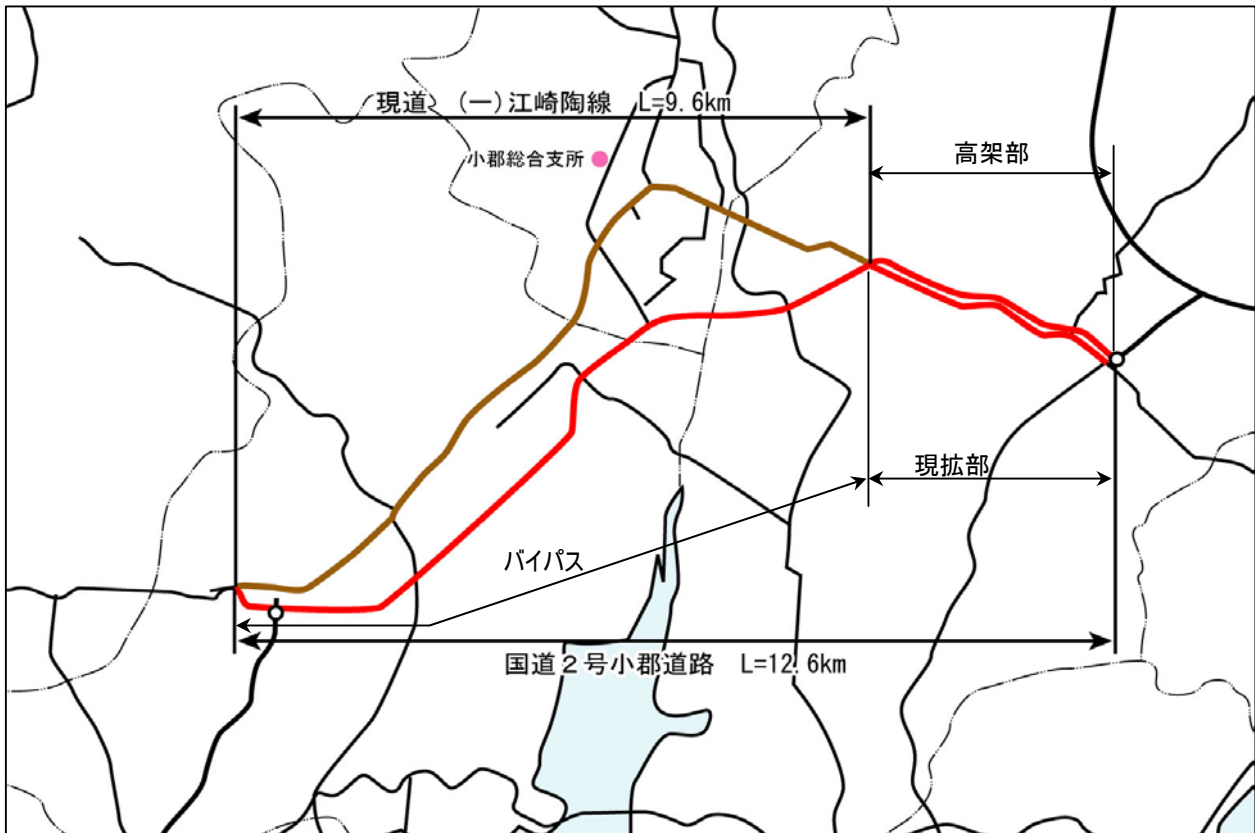 現道 (一)江崎陶線 L=9.6km
小郡総合支所
高架部
現拡部
バイパス
国道２号小郡道路 L=12.6km